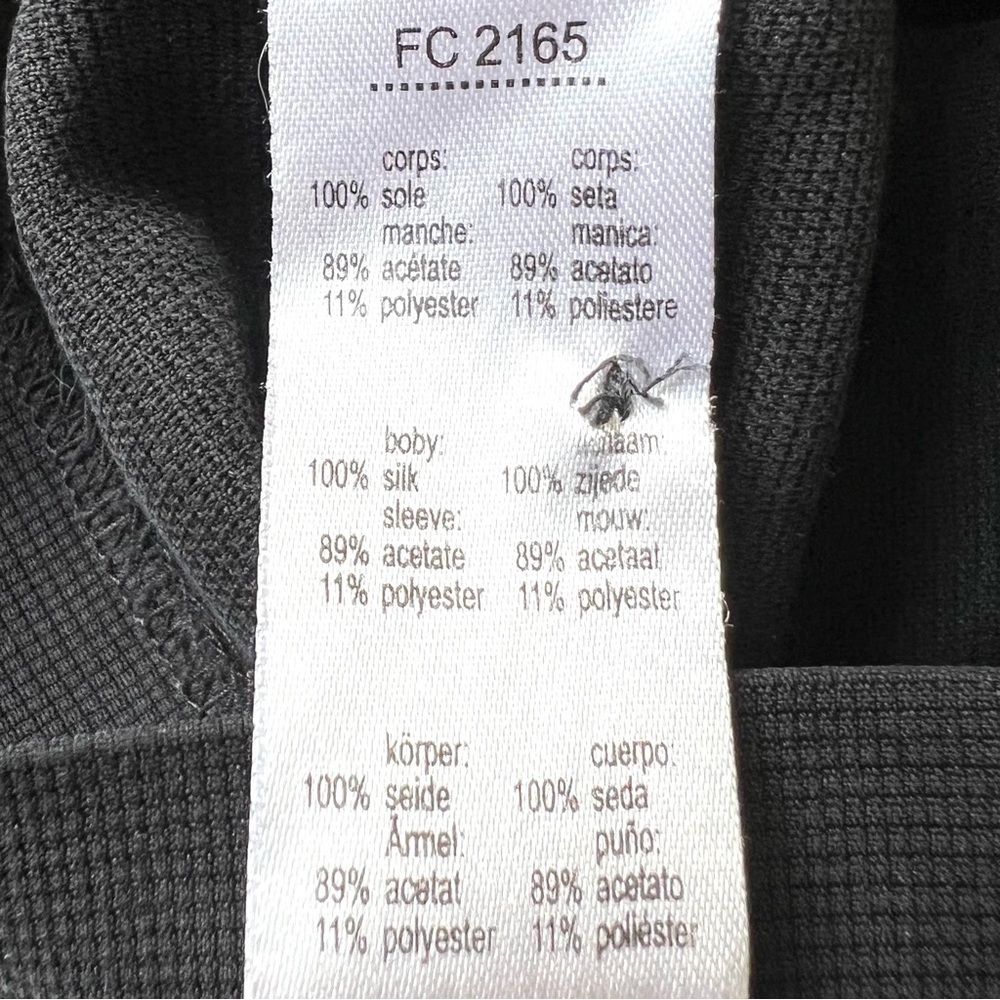 FC 2165
corps: corps:
100% sole 100% seta
manche: manica:
89% acétate 89% acetato
11% polyester 11% poliestere
boby: haam:
100% silk 100% zijede
sleeve: mouw:
89% acetate 89% acetaat
11% polyester 11% polyester
körper: cuerpo:
100% seide 100% seda
Ärmel: puño:
89% acatat 89% acetato
11% polyester 11% poliéster